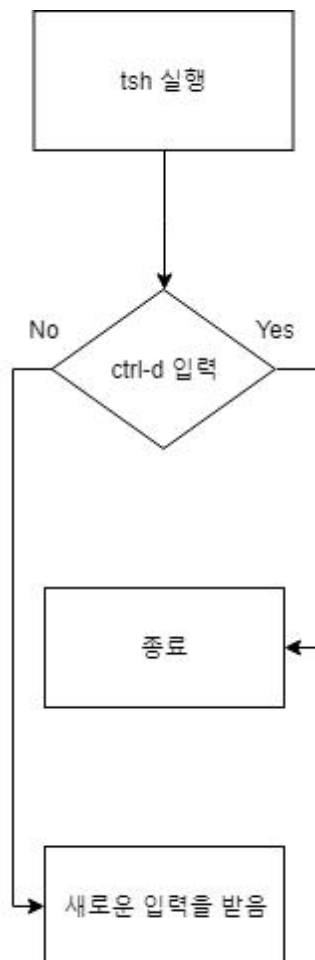 tsh 실행
No
Yes
ctrl-d 입력
종료
새로운 입력을 받음